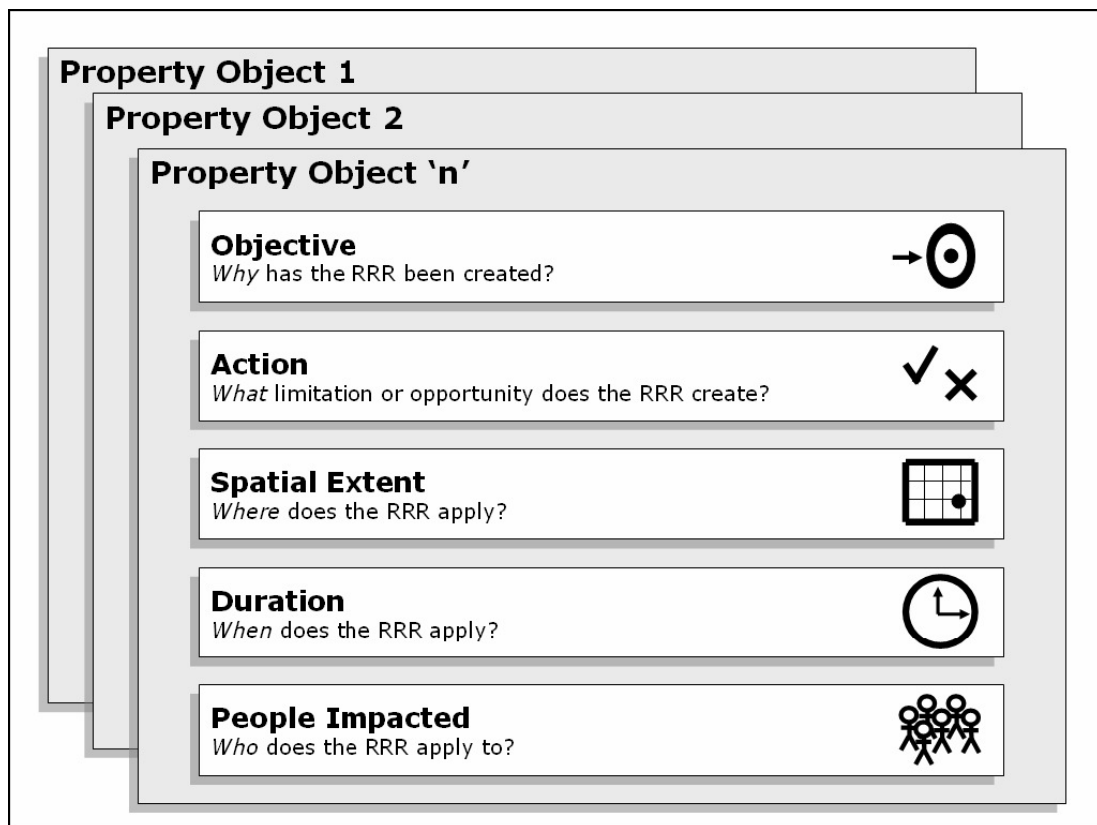 Property Object 1
Property Object 2
Property Object ‘n’
Objective
Why has the RRR been created?
Action
What limitation or opportunity does the RRR create?
Spatial Extent
Where does the RRR apply?
Duration
When does the RRR apply?
People Impacted
Who does the RRR apply to?